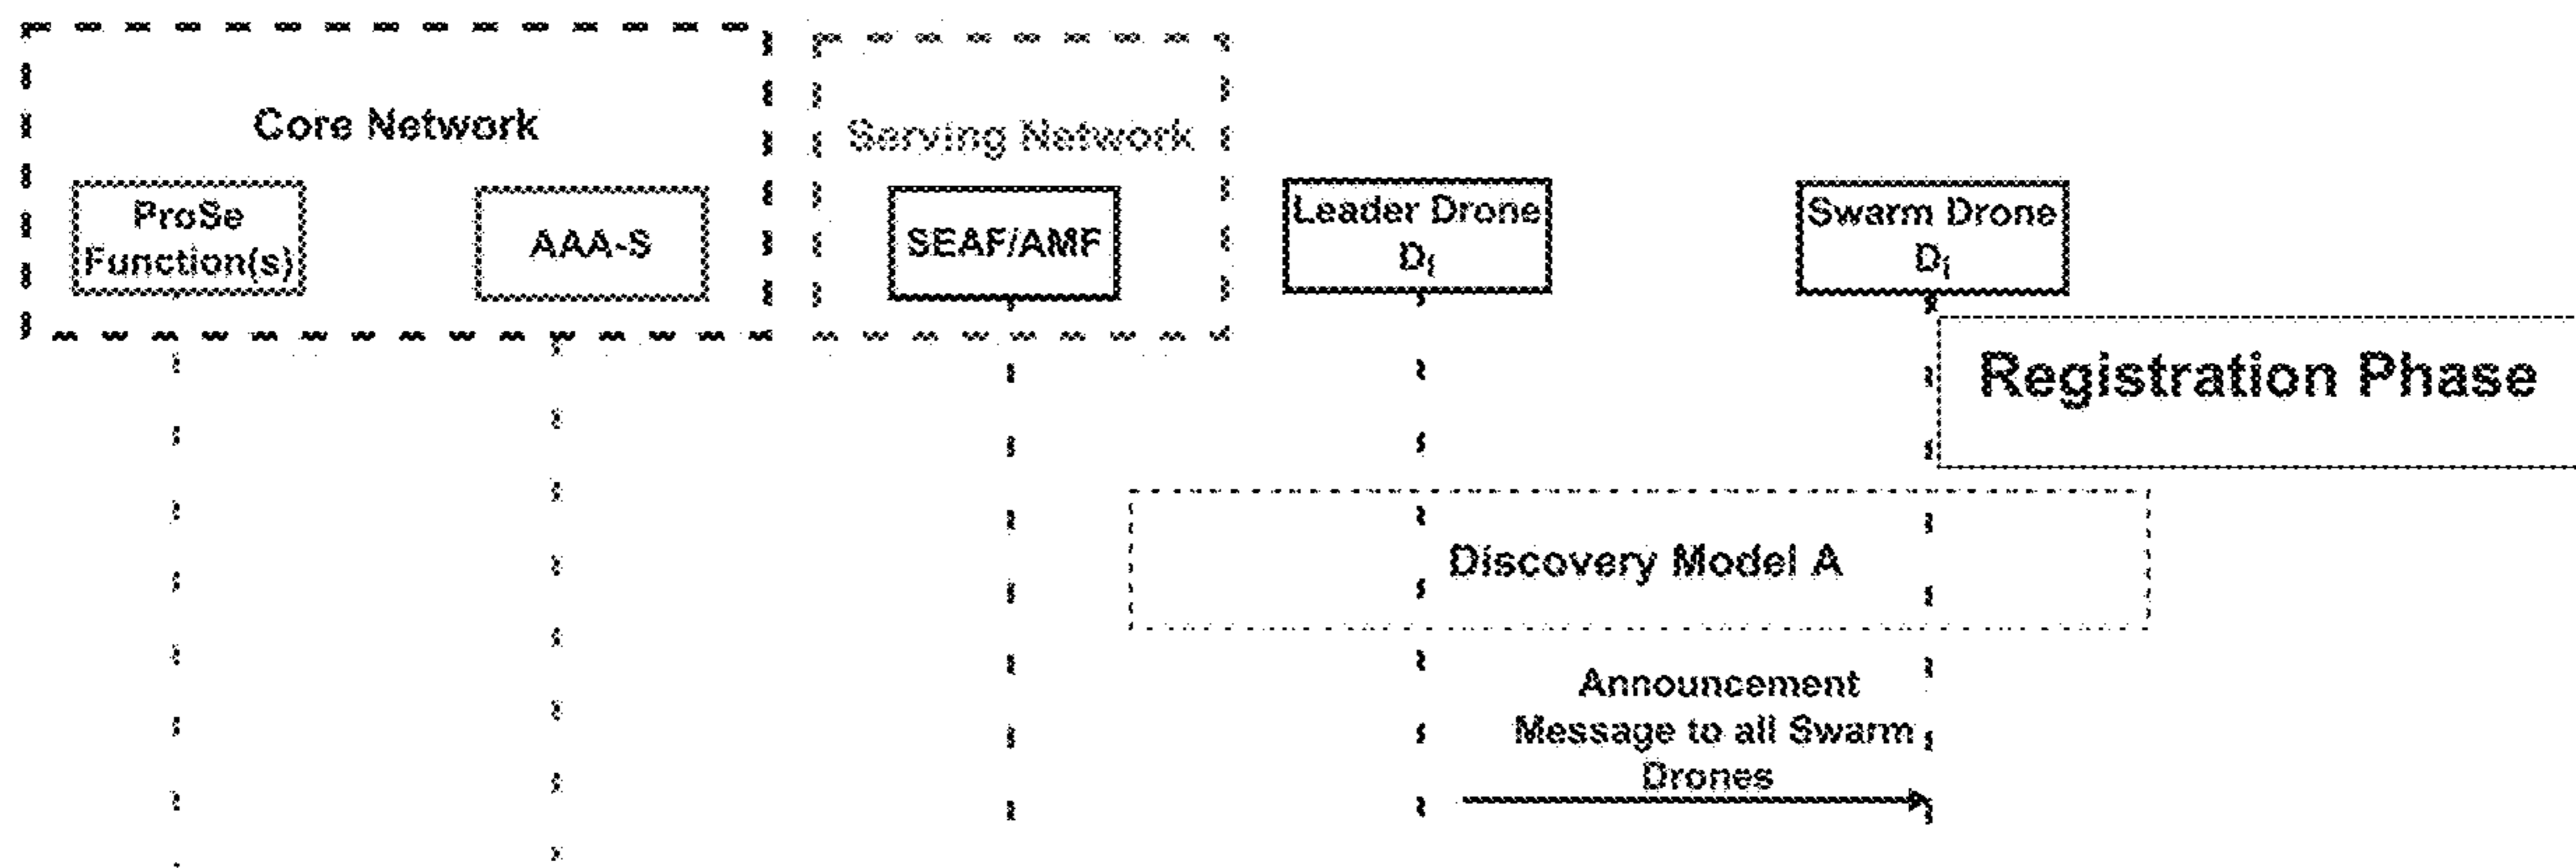 Core Network
Serving Network
ProSe
Function(s)
AAA-S
SEAF/AMF
Leader Drone
Dₗ
Swarm Drone
Dᵢ
Registration Phase
Discovery Model A
Announcement
Message to all Swarm
Drones